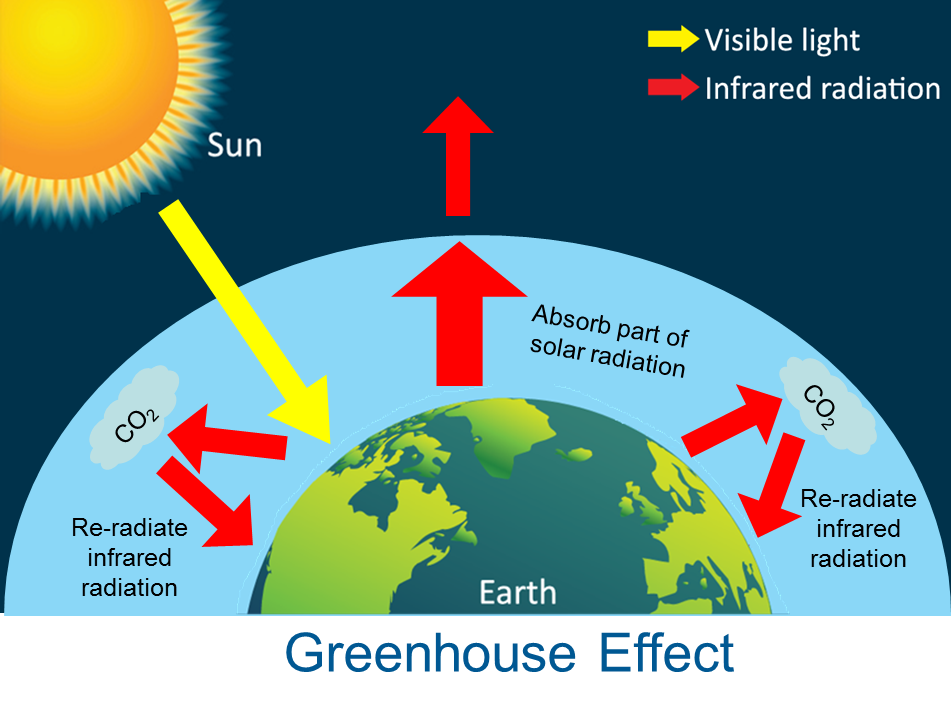 Visible light
Infrared radiation
Sun
Absorb part of
solar radiation
CO₂
CO₂
Re-radiate
infrared
radiation
Re-radiate
infrared
radiation
Earth
Greenhouse Effect